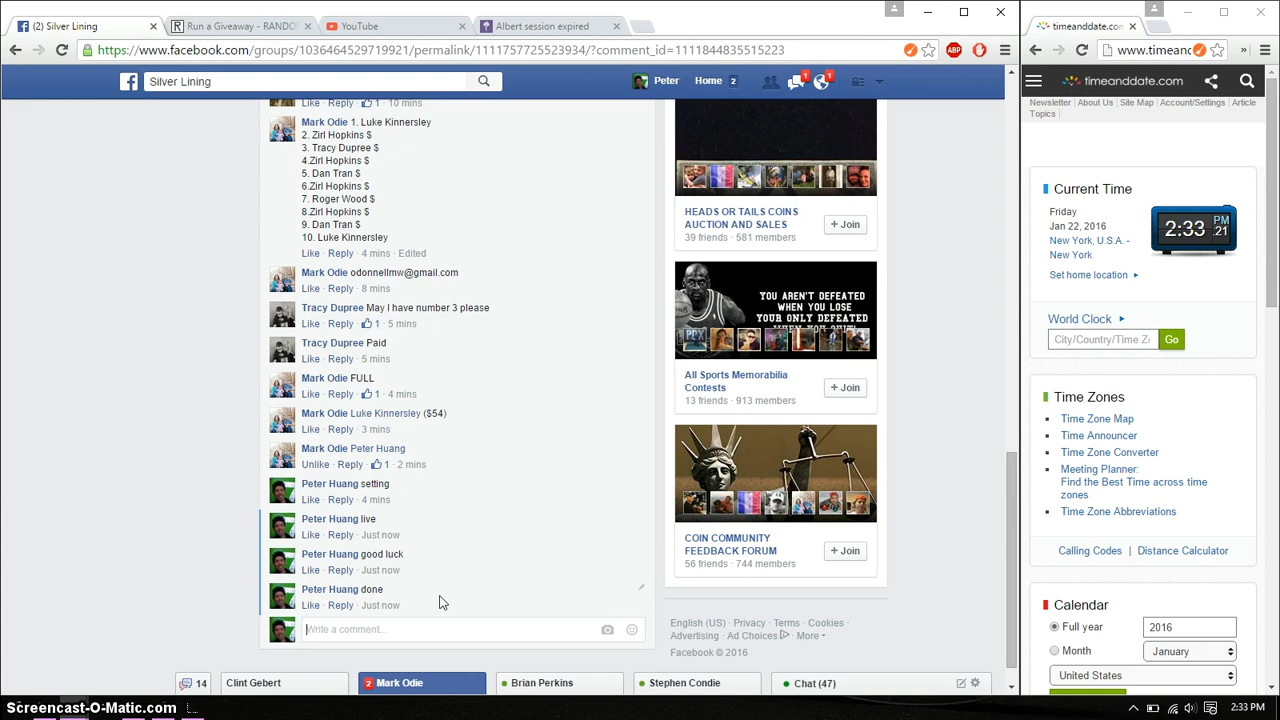 (2) Silver Lining
Run a Giveaway - RANDO
YouTube
Albert session expired
timeanddate.com
https://www.facebook.com/groups/1036464529719921/permalink/1111757725523934/?comment_id=1111844835515223
ABP
www.timeanc
Silver Lining
Peter
Home 2
1
1
timeanddate.com
Newsletter | About Us | Site Map | Account/Settings | Article
Topics |
Like · Reply · 1 · 10 mins
Mark Odie 1. Luke Kinnersley
2. Zirl Hopkins $
3. Tracy Dupree $
4.Zirl Hopkins $
5. Dan Tran $
6.Zirl Hopkins $
7. Roger Wood $
8.Zirl Hopkins $
9. Dan Tran $
10. Luke Kinnersley
Like · Reply · 4 mins · Edited
Mark Odie odonnellmw@gmail.com
Like · Reply · 8 mins
Tracy Dupree May I have number 3 please
Like · Reply · 1 · 5 mins
Tracy Dupree Paid
Like · Reply · 5 mins
Mark Odie FULL
Like · Reply · 1 · 4 mins
Mark Odie Luke Kinnersley ($54)
Like · Reply · 3 mins
Mark Odie Peter Huang
Unlike · Reply · 1 · 2 mins
Peter Huang setting
Like · Reply · 4 mins
Peter Huang live
Like · Reply · Just now
Peter Huang good luck
Like · Reply · Just now
Peter Huang done
Like · Reply · Just now
Write a comment...
HEADS OR TAILS COINS
AUCTION AND SALES
39 friends · 581 members
+ Join
YOU AREN'T DEFEATED
WHEN YOU LOSE
YOUR ONLY DEFEATED
All Sports Memorabilia
Contests
13 friends · 913 members
+ Join
COIN COMMUNITY
FEEDBACK FORUM
56 friends · 744 members
+ Join
English (US) · Privacy · Terms · Cookies ·
Advertising · Ad Choices · More
Facebook © 2016
Current Time
Friday
Jan 22, 2016
New York, U.S.A. -
New York
Set home location
2:33 PM 21
World Clock
City/Country/Time Z
Go
Time Zones
Time Zone Map
Time Announcer
Time Zone Converter
Meeting Planner:
Find the Best Time across time
zones
Time Zone Abbreviations
Calling Codes | Distance Calculator
Calendar
Full year
2016
Month
January
United States
14
Clint Gebert
2 Mark Odie
Brian Perkins
Stephen Condie
Chat (47)
Screencast-O-Matic.com
2:33 PM